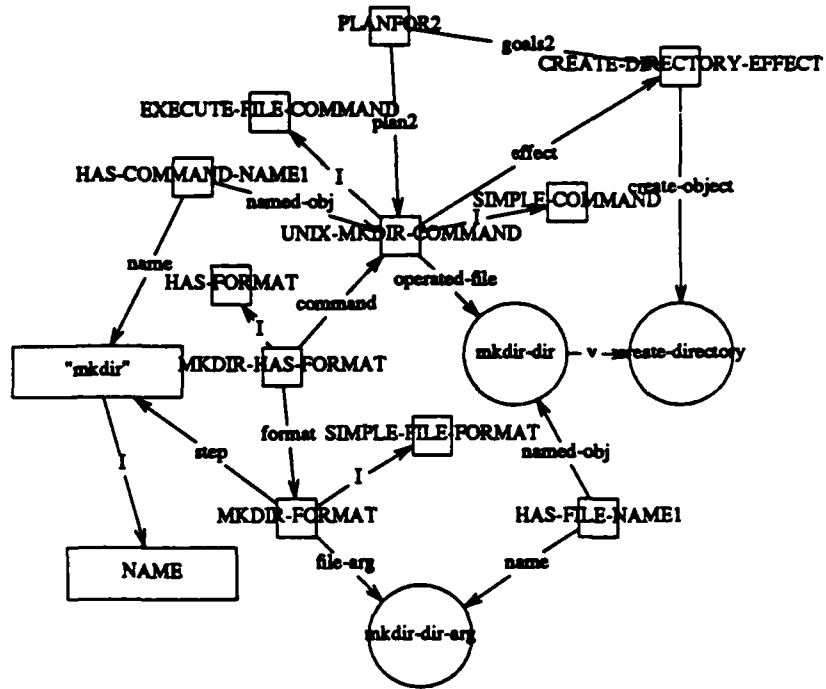 PLANFOR2
goals2
CREATE-DIRECTORY-EFFECT
EXECUTE-FILE-COMMAND
plan2
effect
HAS-COMMAND-NAME1
I
create-object
named-obj
SIMPLE-COMMAND
I
UNIX-MKDIR-COMMAND
name
HAS-FORMAT
command
operated-file
I
"mkdir"
MKDIR-HAS-FORMAT
mkdir-dir
v
create-directory
format
SIMPLE-FILE-FORMAT
step
named-obj
I
I
MKDIR-FORMAT
HAS-FILE-NAME1
NAME
file-arg
name
mkdir-dir-arg